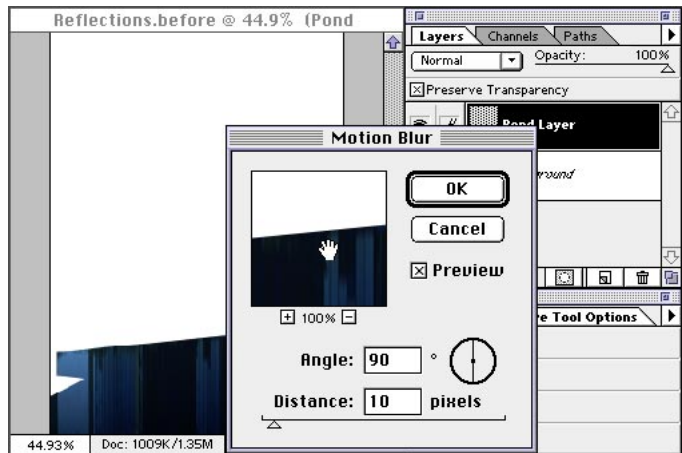 Reflections.before @ 44.9% (Pond
Layers Channels Paths
Normal Opacity: 100%
Preserve Transparency
Pond Layer
Motion Blur
OK
Cancel
Preview
100%
Angle: 90 °
Distance: 10 pixels
Tool Options
44.93% Doc: 1009K/1.35M